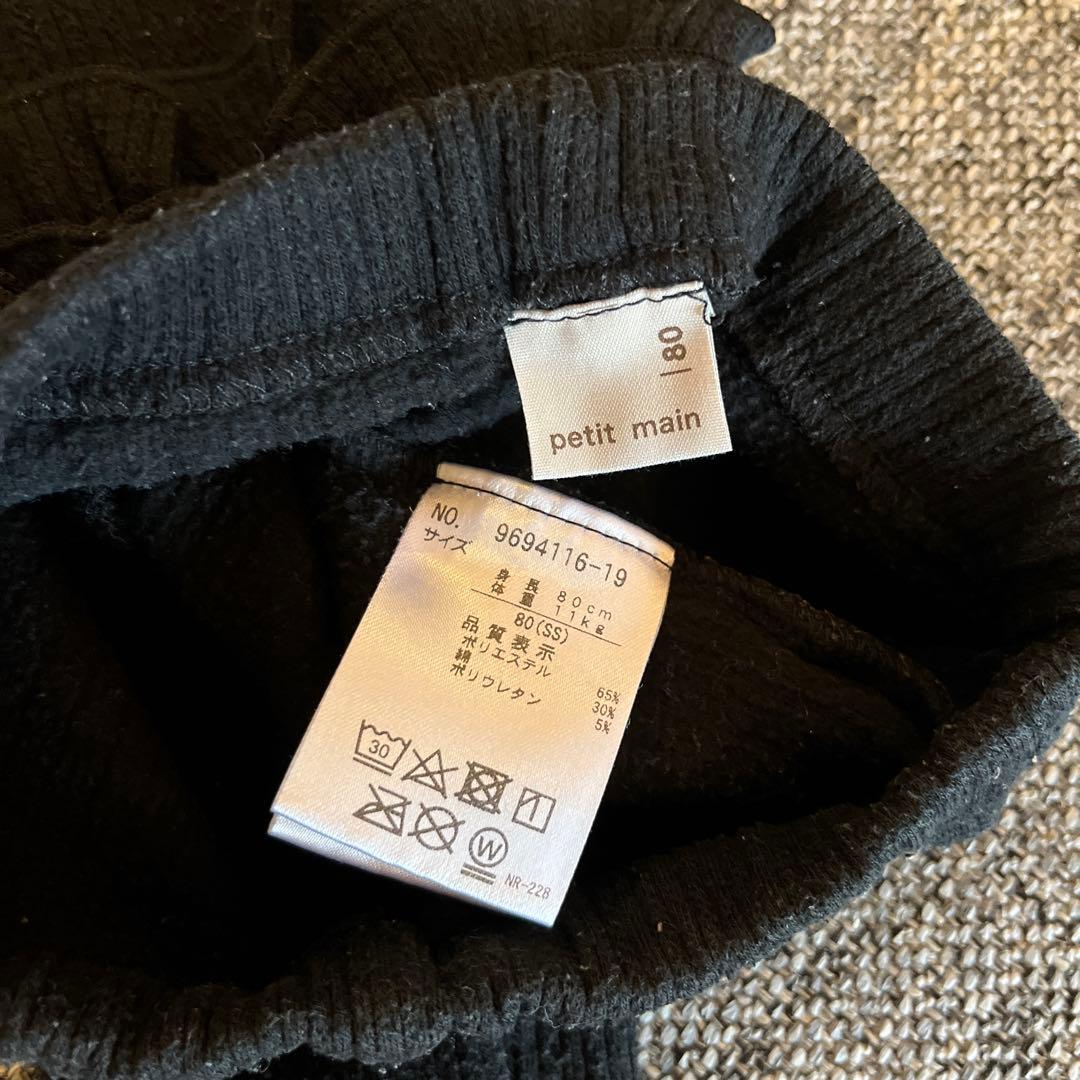 80
petit main
NO. 9694116-19
サイズ
身長 80cm
体重 11kg
80(SS)
品質表示
ポリエステル 65%
綿 30%
ポリウレタン 5%
30
W
NR-228